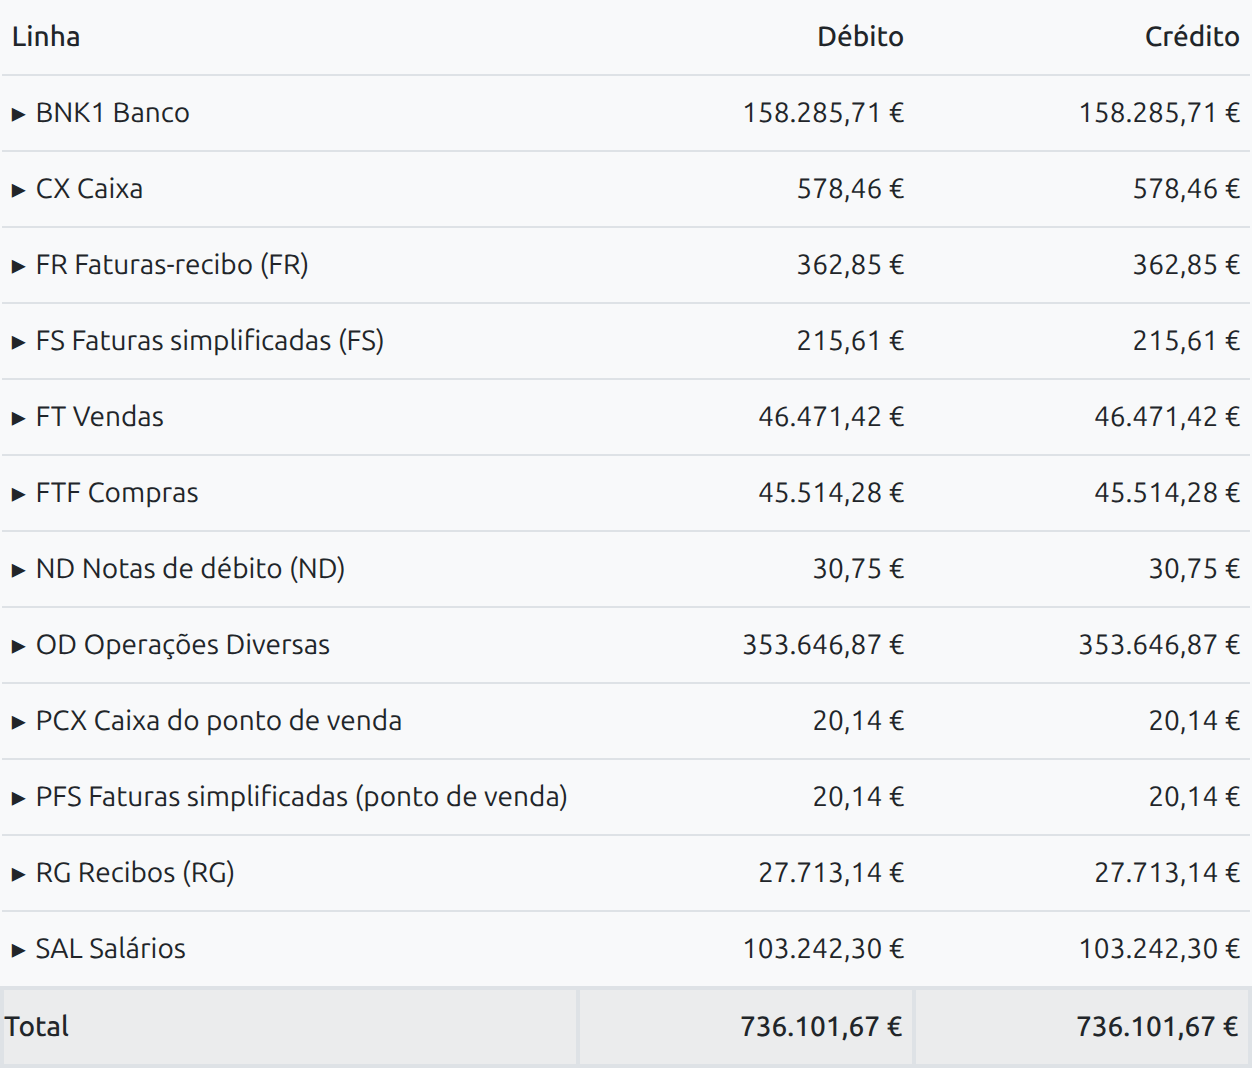 Linha Débito Crédito
▸ BNK1 Banco 158.285,71 € 158.285,71 €
▸ CX Caixa 578,46 € 578,46 €
▸ FR Faturas-recibo (FR) 362,85 € 362,85 €
▸ FS Faturas simplificadas (FS) 215,61 € 215,61 €
▸ FT Vendas 46.471,42 € 46.471,42 €
▸ FTF Compras 45.514,28 € 45.514,28 €
▸ ND Notas de débito (ND) 30,75 € 30,75 €
▸ OD Operações Diversas 353.646,87 € 353.646,87 €
▸ PCX Caixa do ponto de venda 20,14 € 20,14 €
▸ PFS Faturas simplificadas (ponto de venda) 20,14 € 20,14 €
▸ RG Recibos (RG) 27.713,14 € 27.713,14 €
▸ SAL Salários 103.242,30 € 103.242,30 €
Total 736.101,67 € 736.101,67 €